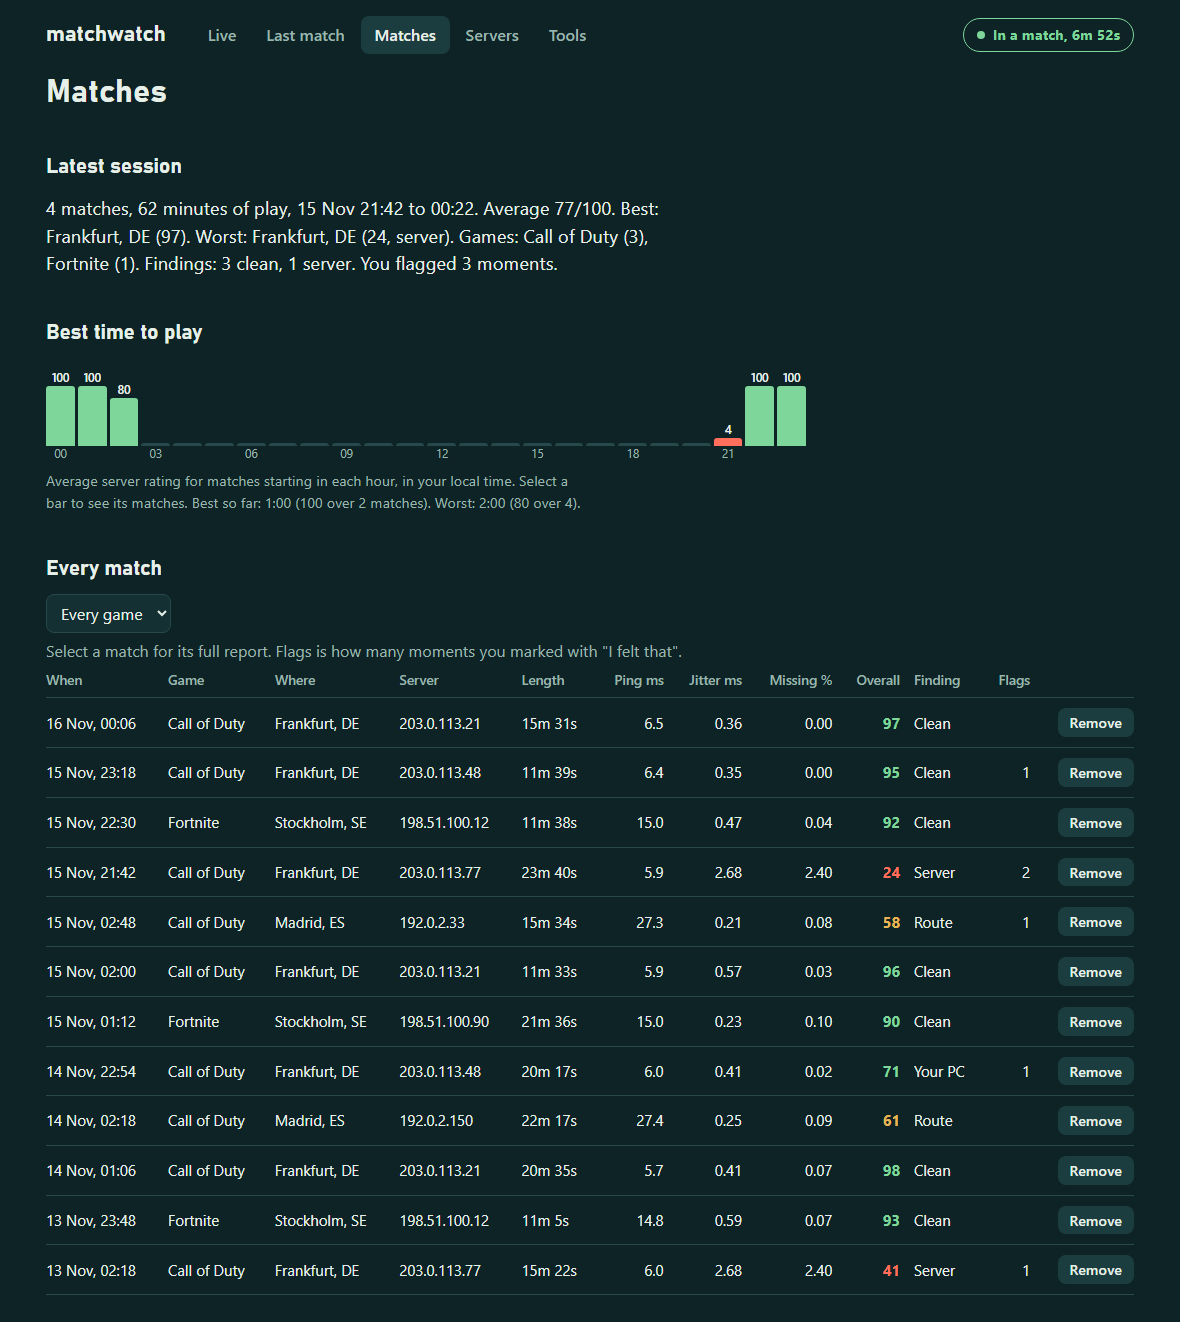 matchwatch Live Last match Matches Servers Tools In a match, 6m 52s
Matches
Latest session
4 matches, 62 minutes of play, 15 Nov 21:42 to 00:22. Average 77/100. Best:
Frankfurt, DE (97). Worst: Frankfurt, DE (24, server). Games: Call of Duty (3),
Fortnite (1). Findings: 3 clean, 1 server. You flagged 3 moments.
Best time to play
100 100 80 4 100 100
00 03 06 09 12 15 18 21
Average server rating for matches starting in each hour, in your local time. Select a
bar to see its matches. Best so far: 1:00 (100 over 2 matches). Worst: 2:00 (80 over 4).
Every match
Every game
Select a match for its full report. Flags is how many moments you marked with "I felt that".
When Game Where Server Length Ping ms Jitter ms Missing % Overall Finding Flags
16 Nov, 00:06 Call of Duty Frankfurt, DE 203.0.113.21 15m 31s 6.5 0.36 0.00 97 Clean Remove
15 Nov, 23:18 Call of Duty Frankfurt, DE 203.0.113.48 11m 39s 6.4 0.35 0.00 95 Clean 1 Remove
15 Nov, 22:30 Fortnite Stockholm, SE 198.51.100.12 11m 38s 15.0 0.47 0.04 92 Clean Remove
15 Nov, 21:42 Call of Duty Frankfurt, DE 203.0.113.77 23m 40s 5.9 2.68 2.40 24 Server 2 Remove
15 Nov, 02:48 Call of Duty Madrid, ES 192.0.2.33 15m 34s 27.3 0.21 0.08 58 Route 1 Remove
15 Nov, 02:00 Call of Duty Frankfurt, DE 203.0.113.21 11m 33s 5.9 0.57 0.03 96 Clean Remove
15 Nov, 01:12 Fortnite Stockholm, SE 198.51.100.90 21m 36s 15.0 0.23 0.10 90 Clean Remove
14 Nov, 22:54 Call of Duty Frankfurt, DE 203.0.113.48 20m 17s 6.0 0.41 0.02 71 Your PC 1 Remove
14 Nov, 02:18 Call of Duty Madrid, ES 192.0.2.150 22m 17s 27.4 0.25 0.09 61 Route Remove
14 Nov, 01:06 Call of Duty Frankfurt, DE 203.0.113.21 20m 35s 5.7 0.41 0.07 98 Clean Remove
13 Nov, 23:48 Fortnite Stockholm, SE 198.51.100.12 11m 5s 14.8 0.59 0.07 93 Clean Remove
13 Nov, 02:18 Call of Duty Frankfurt, DE 203.0.113.77 15m 22s 6.0 2.68 2.40 41 Server 1 Remove